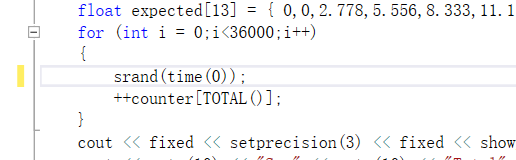 float expected[13] = { 0,0,2.778,5.556,8.333,11.1
for (int i = 0;i<36000;i++)
{
srand(time(0));
++counter[TOTAL()];
}
cout << fixed << setprecision(3) << fixed << show